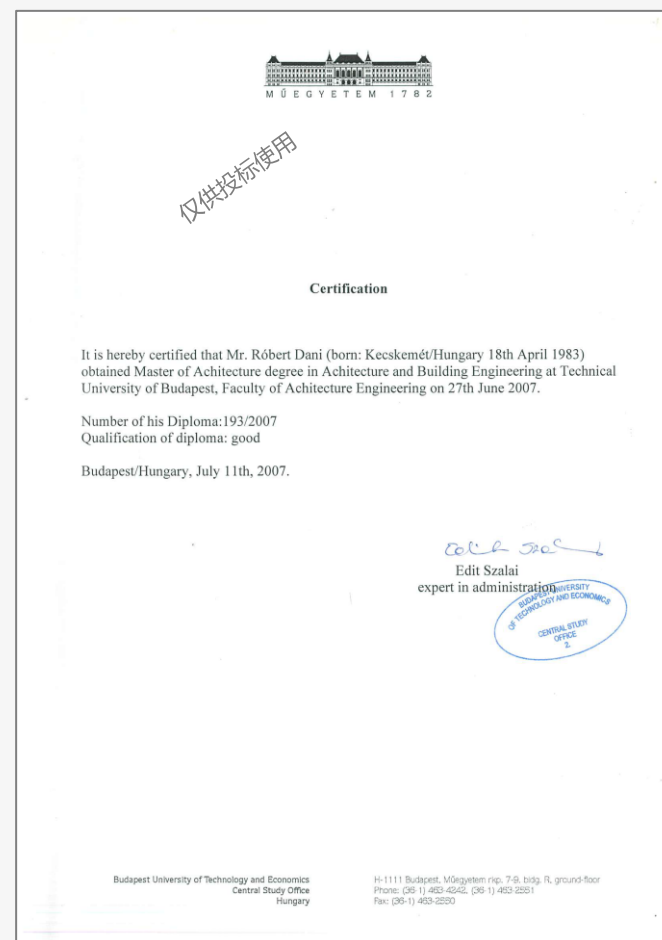 MŰEGYETEM 1782
仅供投标使用
Certification
It is hereby certified that Mr. Róbert Dani (born: Kecskemét/Hungary 18th April 1983)
obtained Master of Achitecture degree in Achitecture and Building Engineering at Technical
University of Budapest, Faculty of Achitecture Engineering on 27th June 2007.
Number of his Diploma:193/2007
Qualification of diploma: good
Budapest/Hungary, July 11th, 2007.
Edit Szalai
expert in administration
BUDAPEST UNIVERSITY
OF TECHNOLOGY AND ECONOMICS
CENTRAL STUDY
OFFICE
2.
Budapest University of Technology and Economics
Central Study Office
Hungary
H-1111 Budapest, Műegyetem rkp. 7-9. bldg. R, ground-floor
Phone: (36-1) 463-4242, (36-1) 463-2551
Fax: (36-1) 463-2550